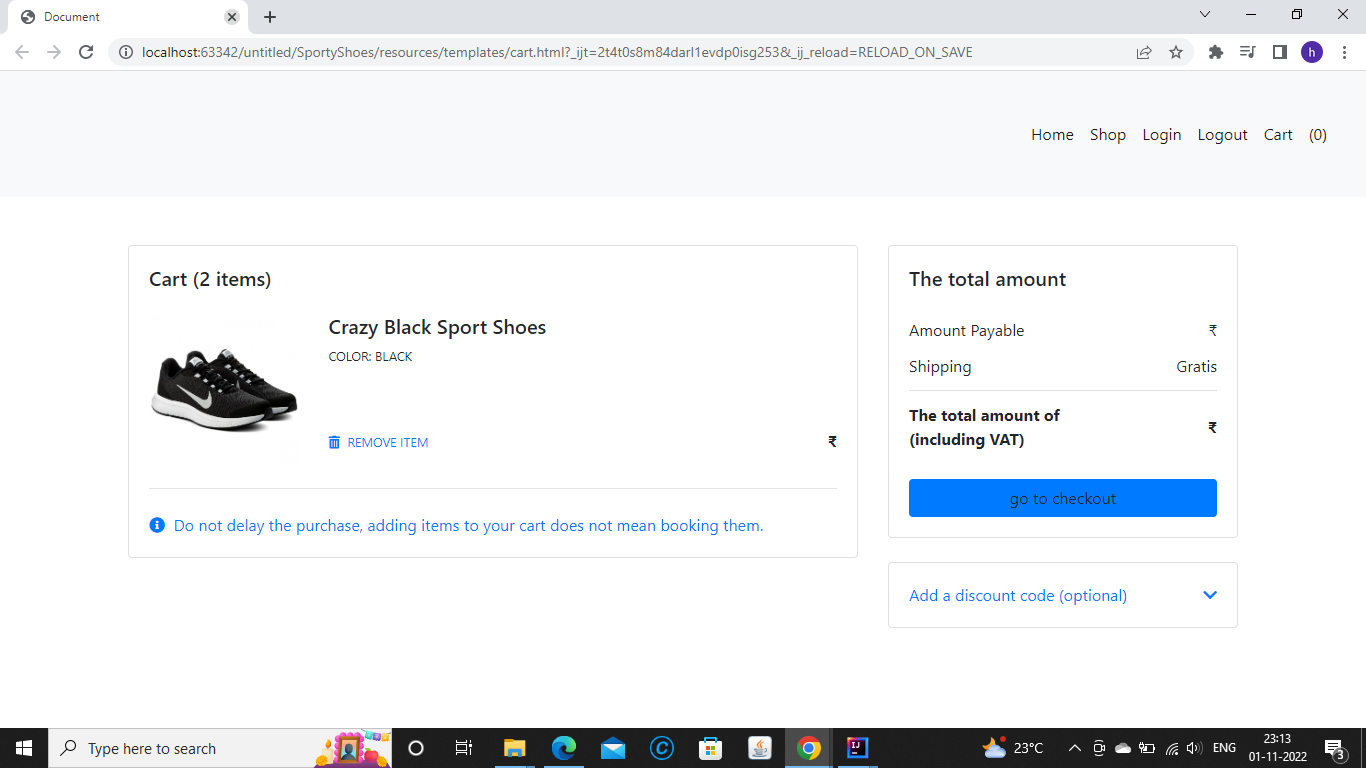 Document
localhost:63342/untitled/SportyShoes/resources/templates/cart.html?_ijt=2t4t0s8m84darl1evdp0isg253&_ij_reload=RELOAD_ON_SAVE
h
Home Shop Login Logout Cart (0)
Cart (2 items)
Crazy Black Sport Shoes
COLOR: BLACK
REMOVE ITEM ₹
Do not delay the purchase, adding items to your cart does not mean booking them.
The total amount
Amount Payable ₹
Shipping Gratis
The total amount of
(including VAT) ₹
go to checkout
Add a discount code (optional)
Type here to search
23°C
ENG
23:13
01-11-2022
3